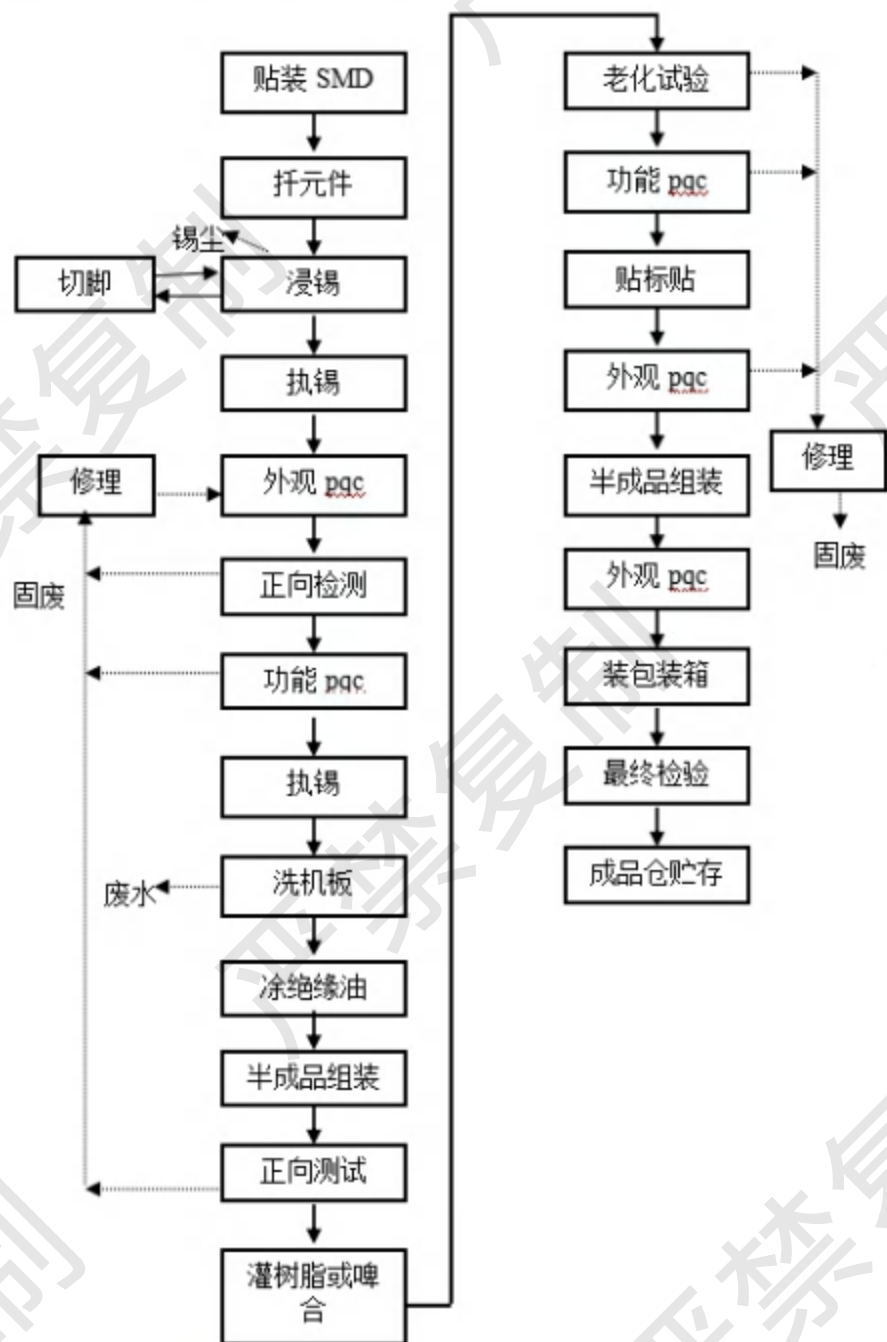 贴装 SMD
扦元件
锡尘
切脚
浸锡
执锡
修理
外观 pqc
固废
正向检测
功能 pqc
执锡
废水
洗机板
涂绝缘油
半成品组装
正向测试
灌树脂或啤
合
老化试验
功能 pqc
贴标贴
外观 pqc
修理
固废
半成品组装
外观 pqc
装包装箱
最终检验
成品仓贮存
严禁复制